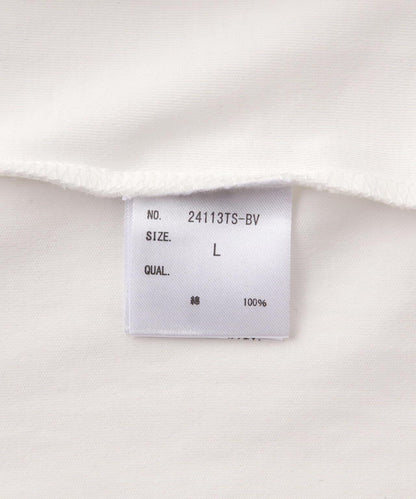 NO. 24113TS-BV
SIZE.
L
QUAL.
綿 100%